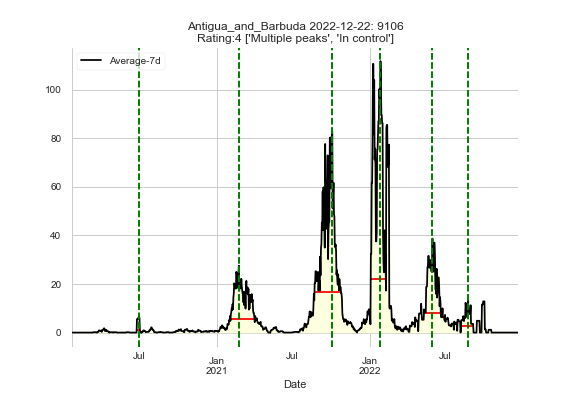 Antigua_and_Barbuda 2022-12-22: 9106
Rating:4 ['Multiple peaks', 'In control']
Average-7d
100
80
60
40
20
0
Jul
Jan
2021
Jul
Jan
2022
Jul
Date